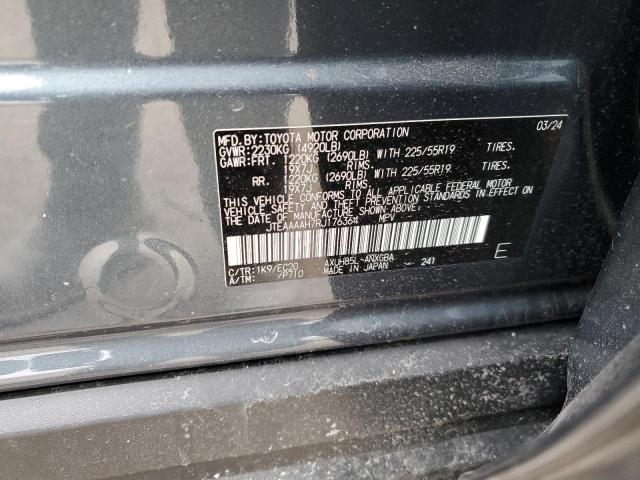 MFD. BY: TOYOTA MOTOR CORPORATION 03/24
GVWR: 2230KG (4920LB)
GAWR: FRT. 1220KG (2690LB) WITH 225/55R19 TIRES.
19X7J RIMS.
RR. 1220KG (2690LB) WITH 225/55R19 TIRES.
19X7J RIMS.
THIS VEHICLE CONFORMS TO ALL APPLICABLE FEDERAL MOTOR
VEHICLE SAFETY AND BUMPER STANDARDS IN EFFECT ON
THE DATE OF MANUFACTURE SHOWN ABOVE.
MPV
C/TR: 1K9/EC20 AXUH85L-ANXGBA 241 E
A/TM: /P710 MADE IN JAPAN